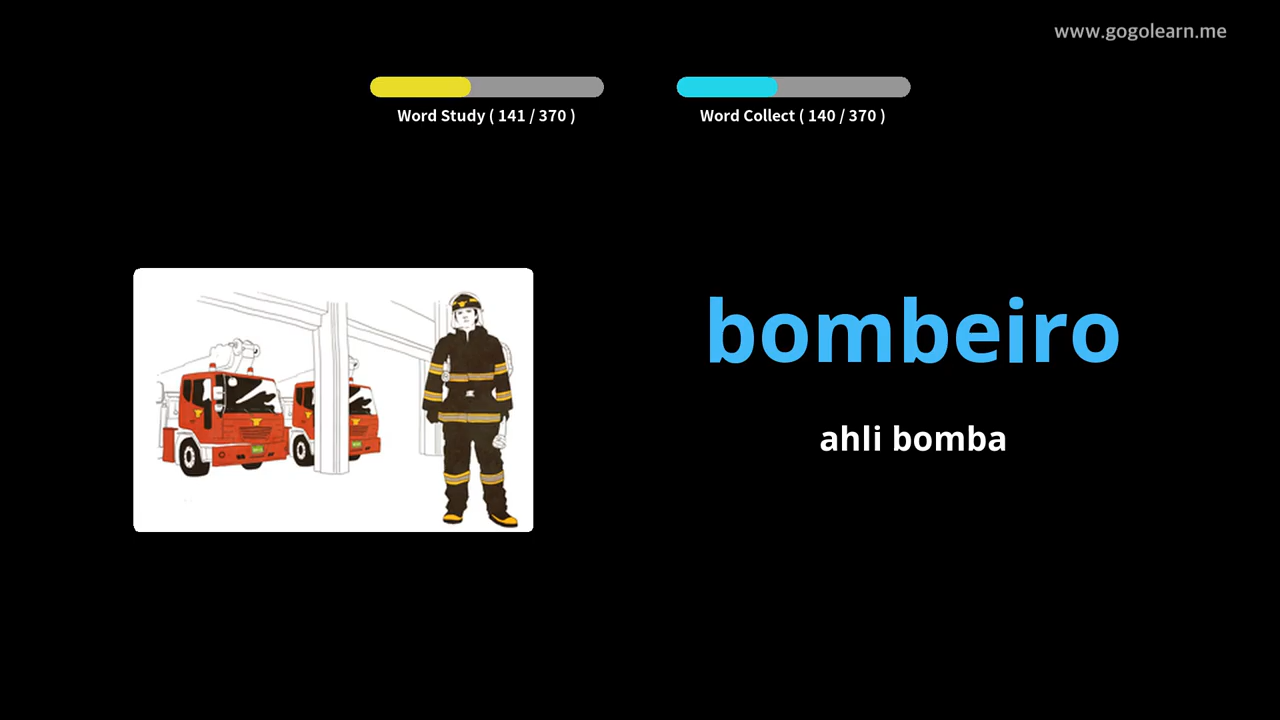 www.gogolearn.me
Word Study ( 141 / 370 )
Word Collect ( 140 / 370 )
bombeiro
ahli bomba